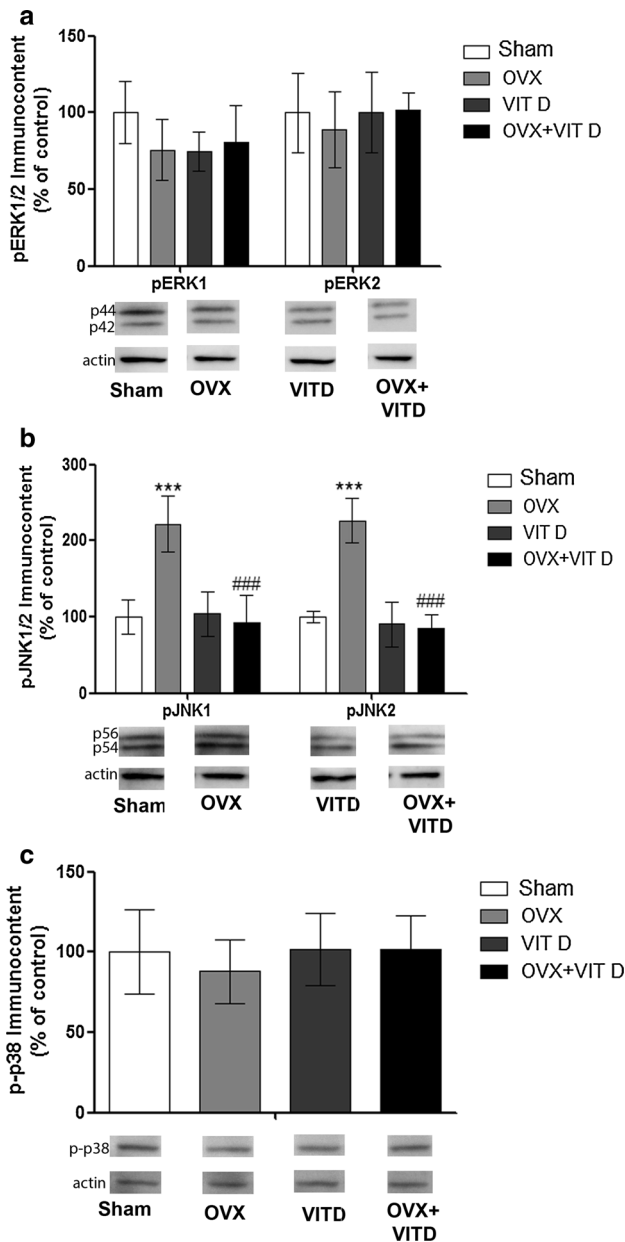 a
pERK1/2 Immunocontent
(% of control)
150
100
50
0
pERK1
pERK2
Sham
OVX
VIT D
OVX+VIT D
p44
p42
actin
Sham
OVX
VITD
OVX+
VITD
b
pJNK1/2 Immunocontent
(% of control)
300
200
100
0
***
###
***
###
pJNK1
pJNK2
Sham
OVX
VIT D
OVX+VIT D
p56
p54
actin
Sham
OVX
VITD
OVX+
VITD
c
p-p38 Immunocontent
(% of control)
150
100
50
0
Sham
OVX
VIT D
OVX+VIT D
p-p38
actin
Sham
OVX
VITD
OVX+
VITD